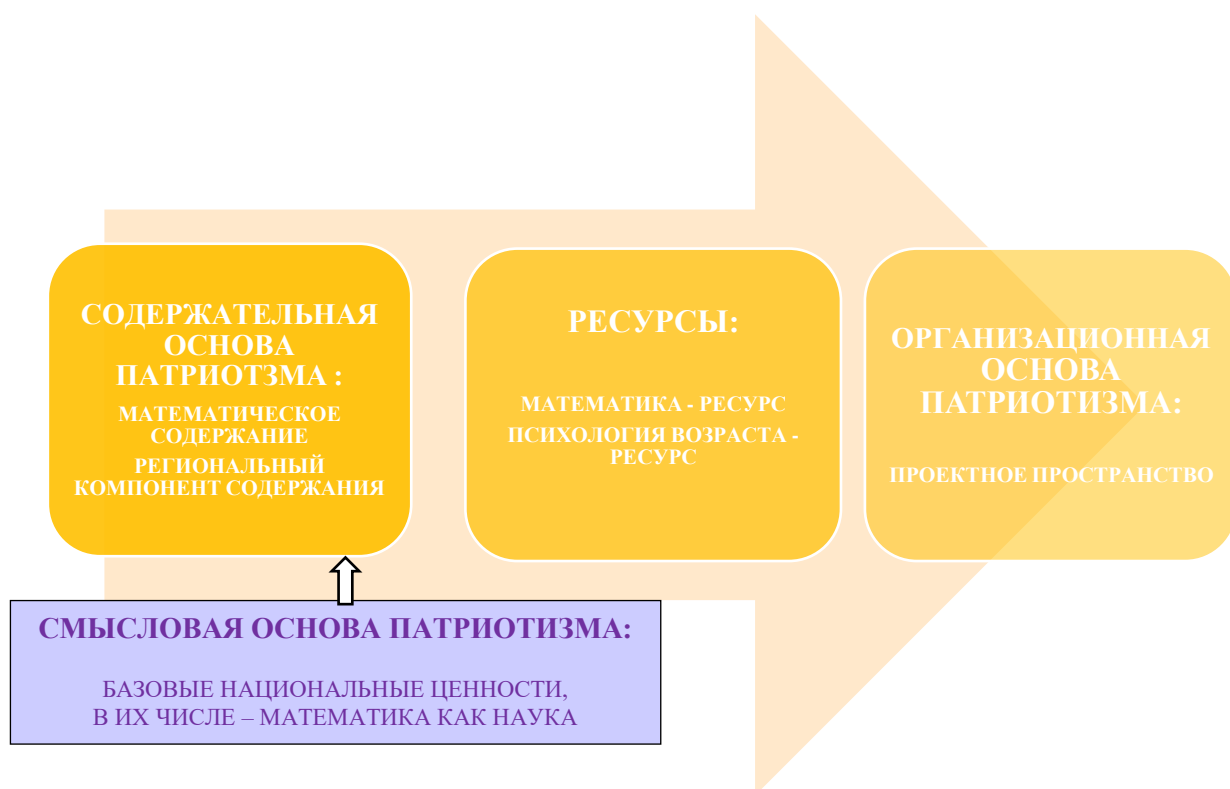 СОДЕРЖАТЕЛЬНАЯ
ОСНОВА
ПАТРИОТЗМА :
МАТЕМАТИЧЕСКОЕ
СОДЕРЖАНИЕ
РЕГИОНАЛЬНЫЙ
КОМПОНЕНТ СОДЕРЖАНИЯ
РЕСУРСЫ:
МАТЕМАТИКА - РЕСУРС
ПСИХОЛОГИЯ ВОЗРАСТА -
РЕСУРС
ОРГАНИЗАЦИОННАЯ
ОСНОВА
ПАТРИОТИЗМА:
ПРОЕКТНОЕ ПРОСТРАНСТВО
СМЫСЛОВАЯ ОСНОВА ПАТРИОТИЗМА:
БАЗОВЫЕ НАЦИОНАЛЬНЫЕ ЦЕННОСТИ,
В ИХ ЧИСЛЕ – МАТЕМАТИКА КАК НАУКА